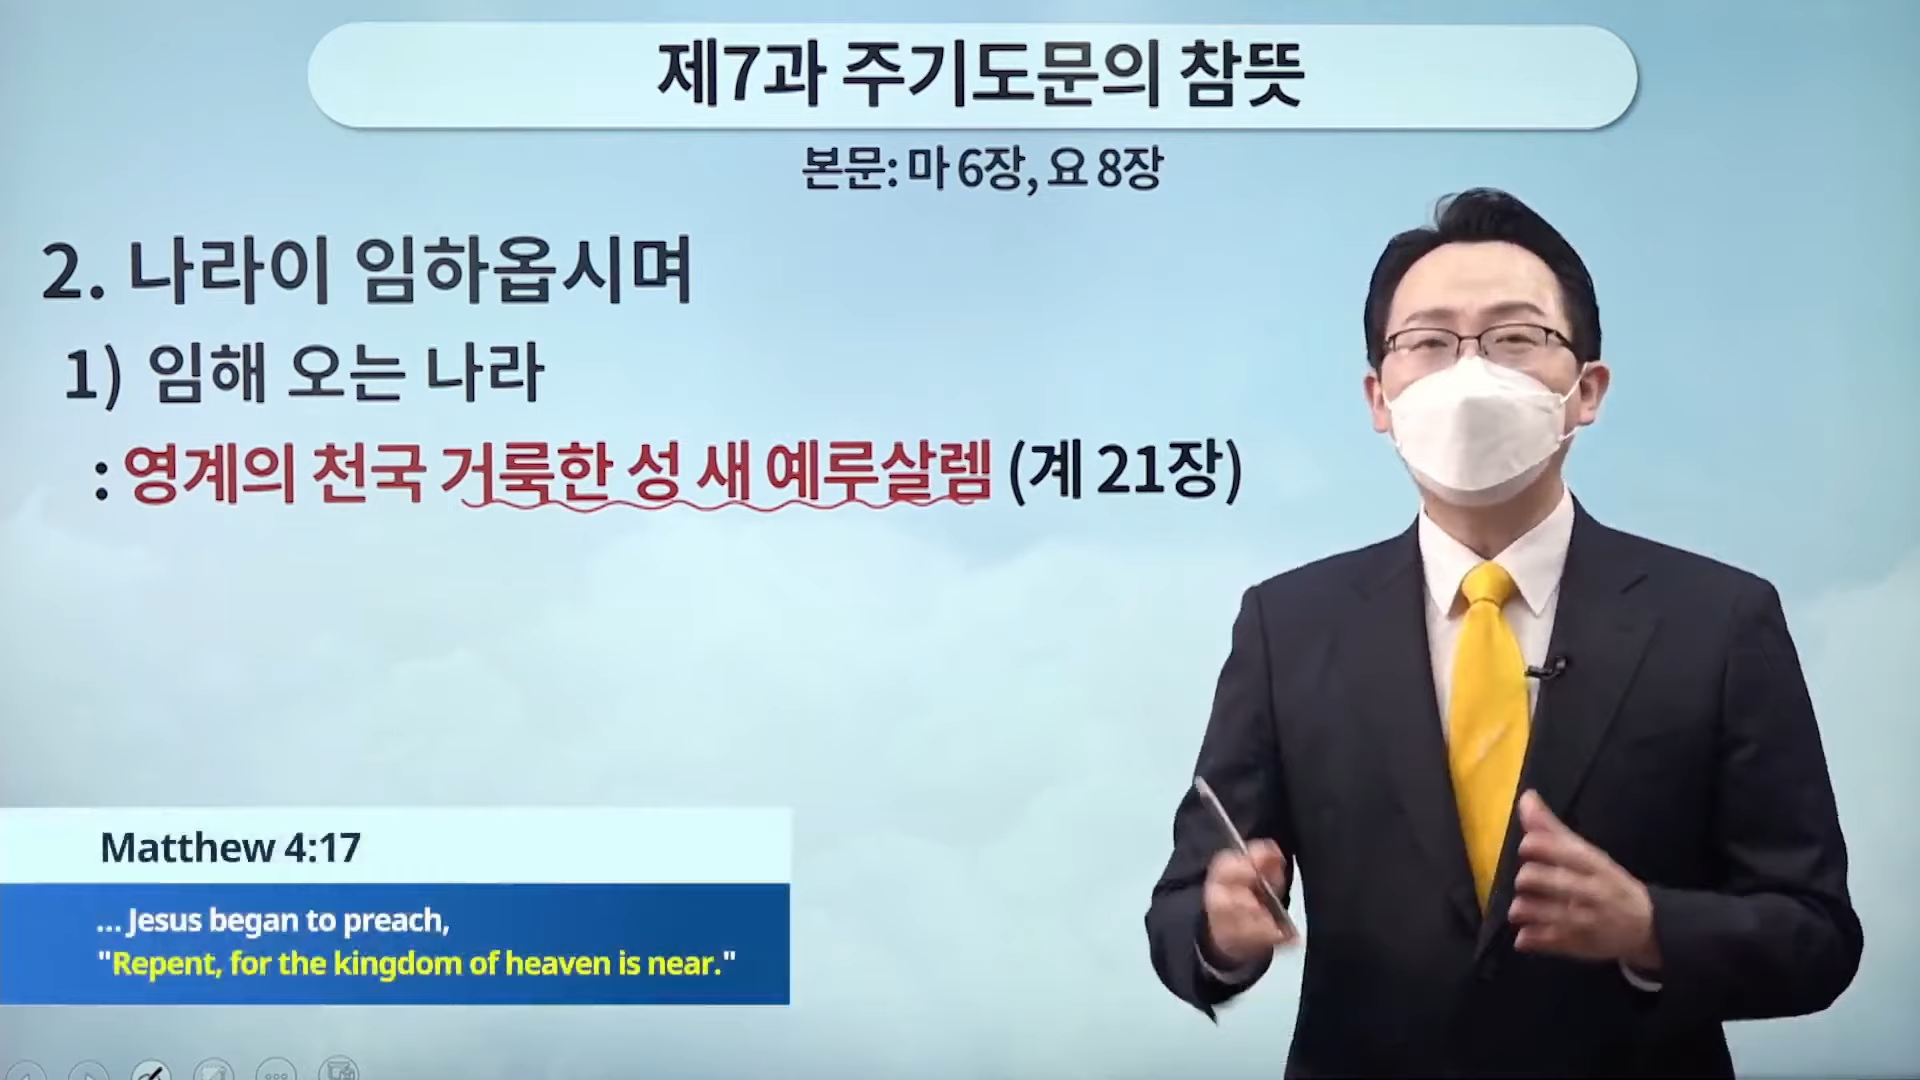 제7과 주기도문의 참뜻
본문: 마 6장, 요 8장
2. 나라이 임하옵시며
1) 임해 오는 나라
: 영계의 천국 거룩한 성 새 예루살렘 (계 21장)
Matthew 4:17
... Jesus began to preach,
"Repent, for the kingdom of heaven is near."